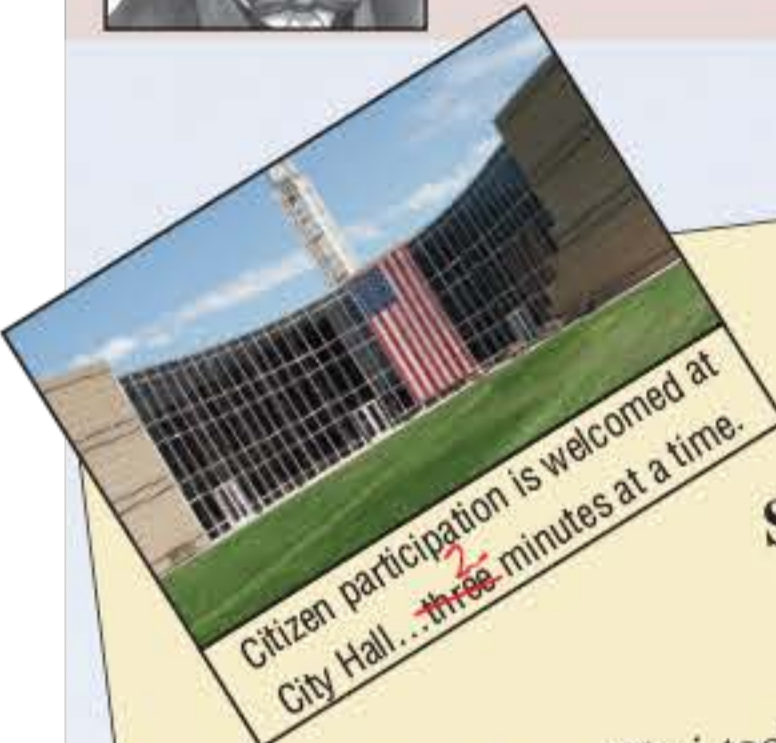 Citizen participation is welcomed at
2
City Hall...three minutes at a time.
s